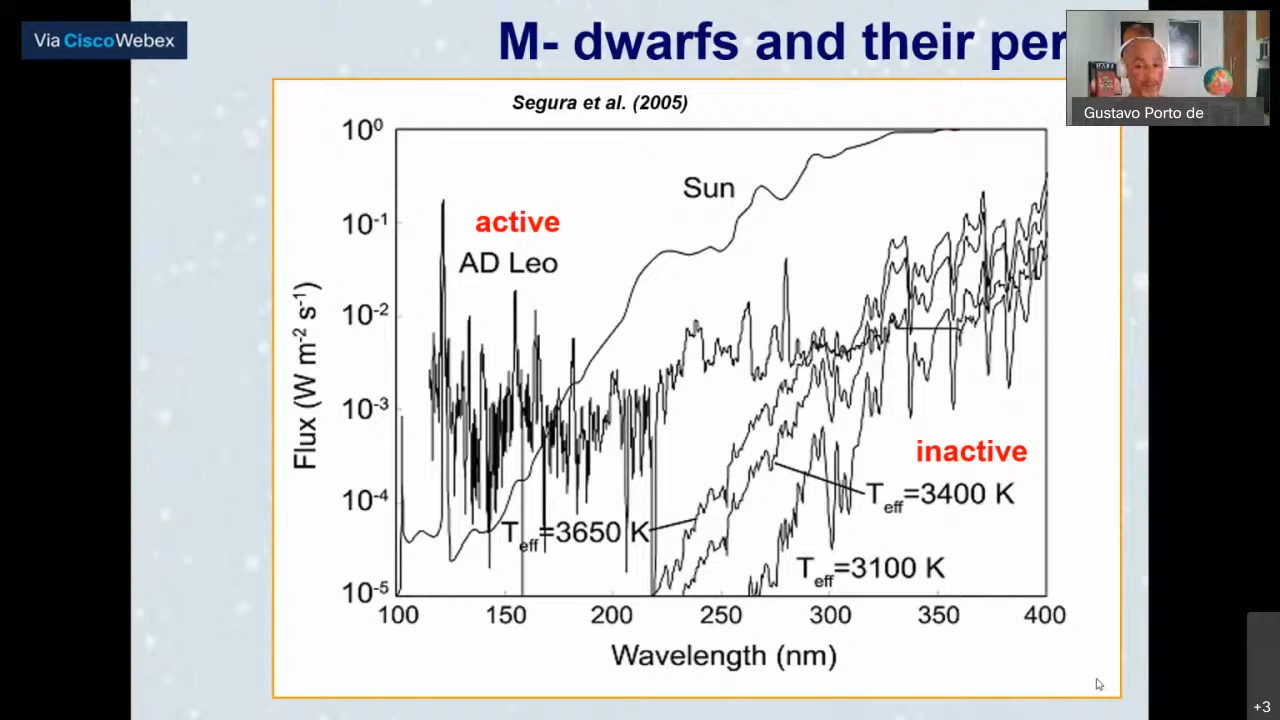 Via CiscoWebex
M- dwarfs and their per
Gustavo Porto de
Segura et al. (2005)
10⁰
Sun
10⁻¹
active
AD Leo
10⁻²
Flux (W m⁻² s⁻¹)
10⁻³
inactive
T_eff=3400 K
10⁻⁴
T_eff=3650 K
T_eff=3100 K
10⁻⁵
100 150 200 250 300 350 400
Wavelength (nm)
+3